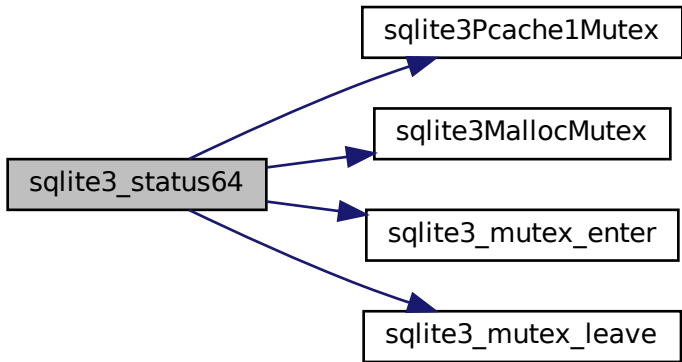 sqlite3Pcache1Mutex
sqlite3MallocMutex
sqlite3_status64
sqlite3_mutex_enter
sqlite3_mutex_leave